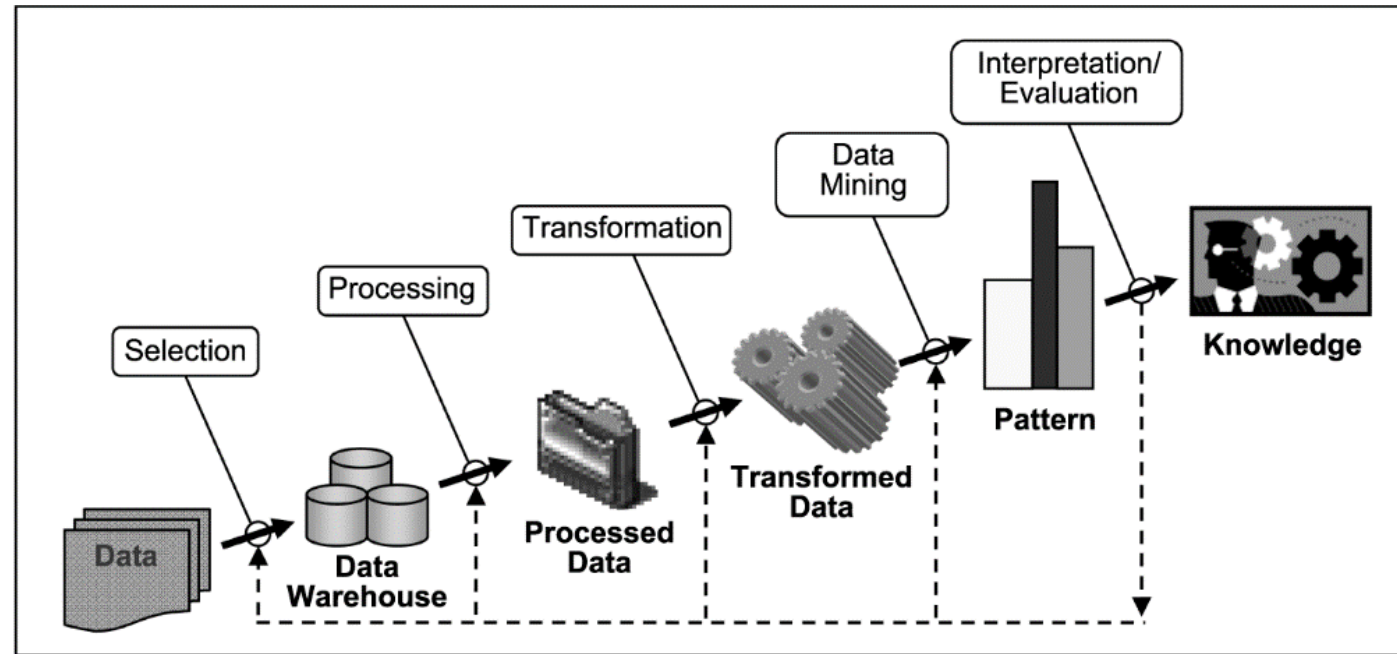 Interpretation/
Evaluation
Data
Mining
Transformation
Processing
Selection
Knowledge
Pattern
Transformed
Data
Processed
Data
Data
Warehouse
Data